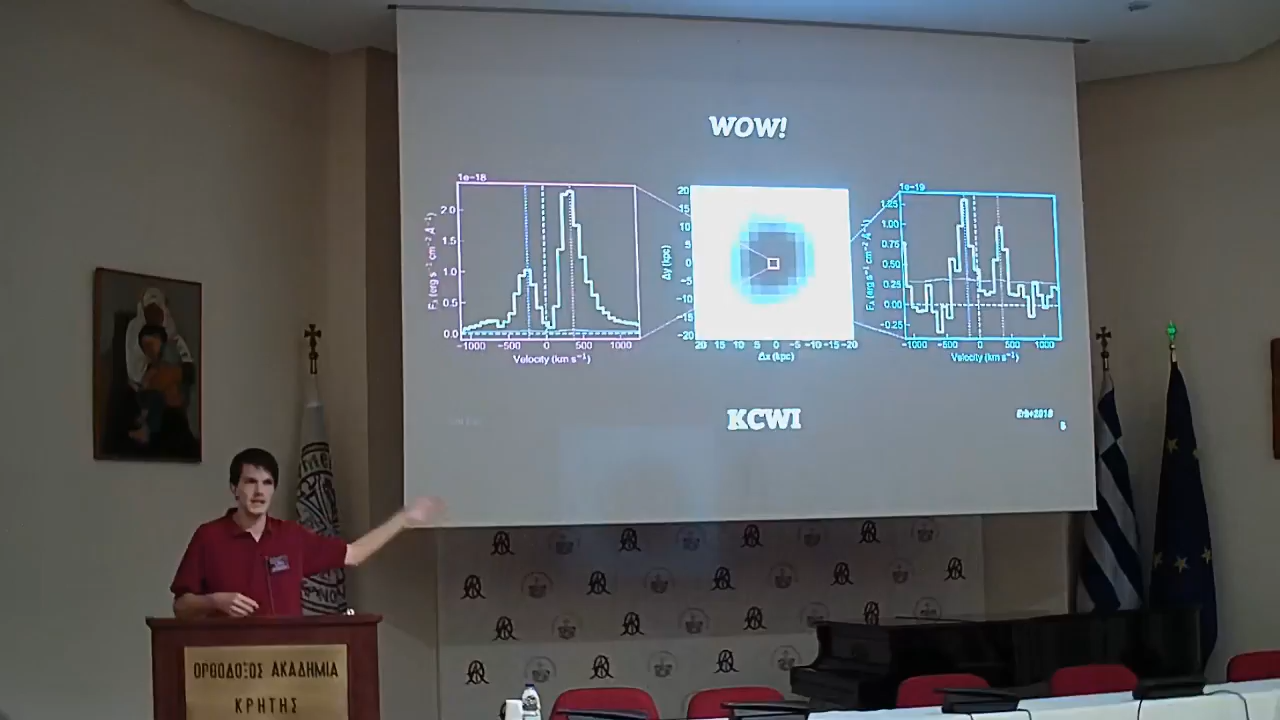 WOW!
1e−18
2.0
1.5
1.0
0.5
0.0
Fλ (erg s⁻¹ cm⁻² Å⁻¹)
−1000 −500 0 500 1000
Velocity (km s⁻¹)
20
15
10
5
0
−5
−10
−15
−20
Δy (kpc)
20 15 10 5 0 −5 −10 −15 −20
Δx (kpc)
1e−19
1.25
1.00
0.75
0.50
0.25
0.00
−0.25
Fλ (erg s⁻¹ cm⁻² Å⁻¹)
−1000 −500 0 500 1000
Velocity (km s⁻¹)
KCWI
Erb+2018
5
ΟΡΘΟΔΟΞΟΣ ΑΚΑΔΗΜΙΑ
ΚΡΗΤΗΣ